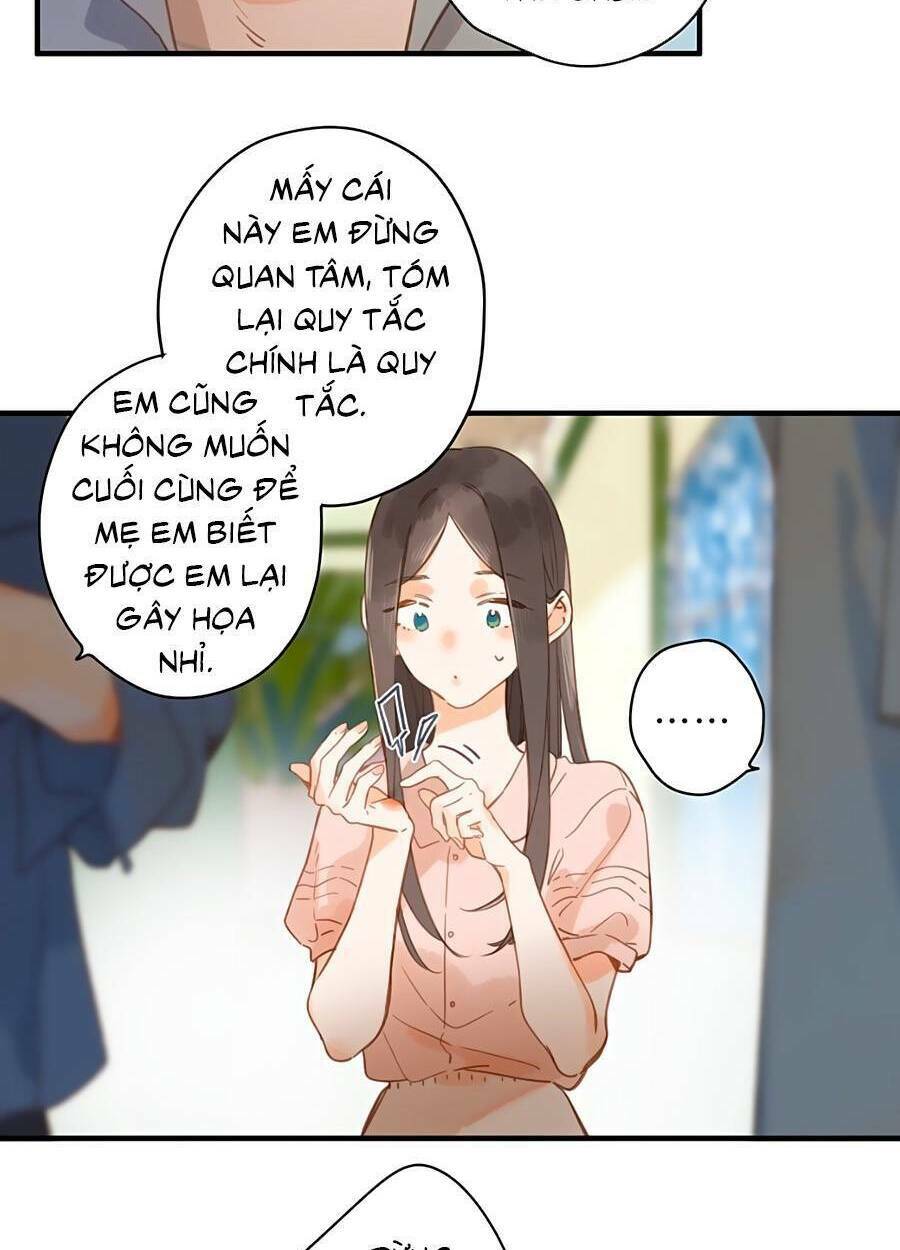 MẤY CÁI
NÀY EM ĐỪNG
QUAN TÂM, TÓM
LẠI QUY TẮC
CHÍNH LÀ QUY
TẮC.
EM CŨNG
KHÔNG MUỐN
CUỐI CÙNG ĐỂ
MẸ EM BIẾT
ĐƯỢC EM LẠI
GÂY HỌA
NHỈ.
......